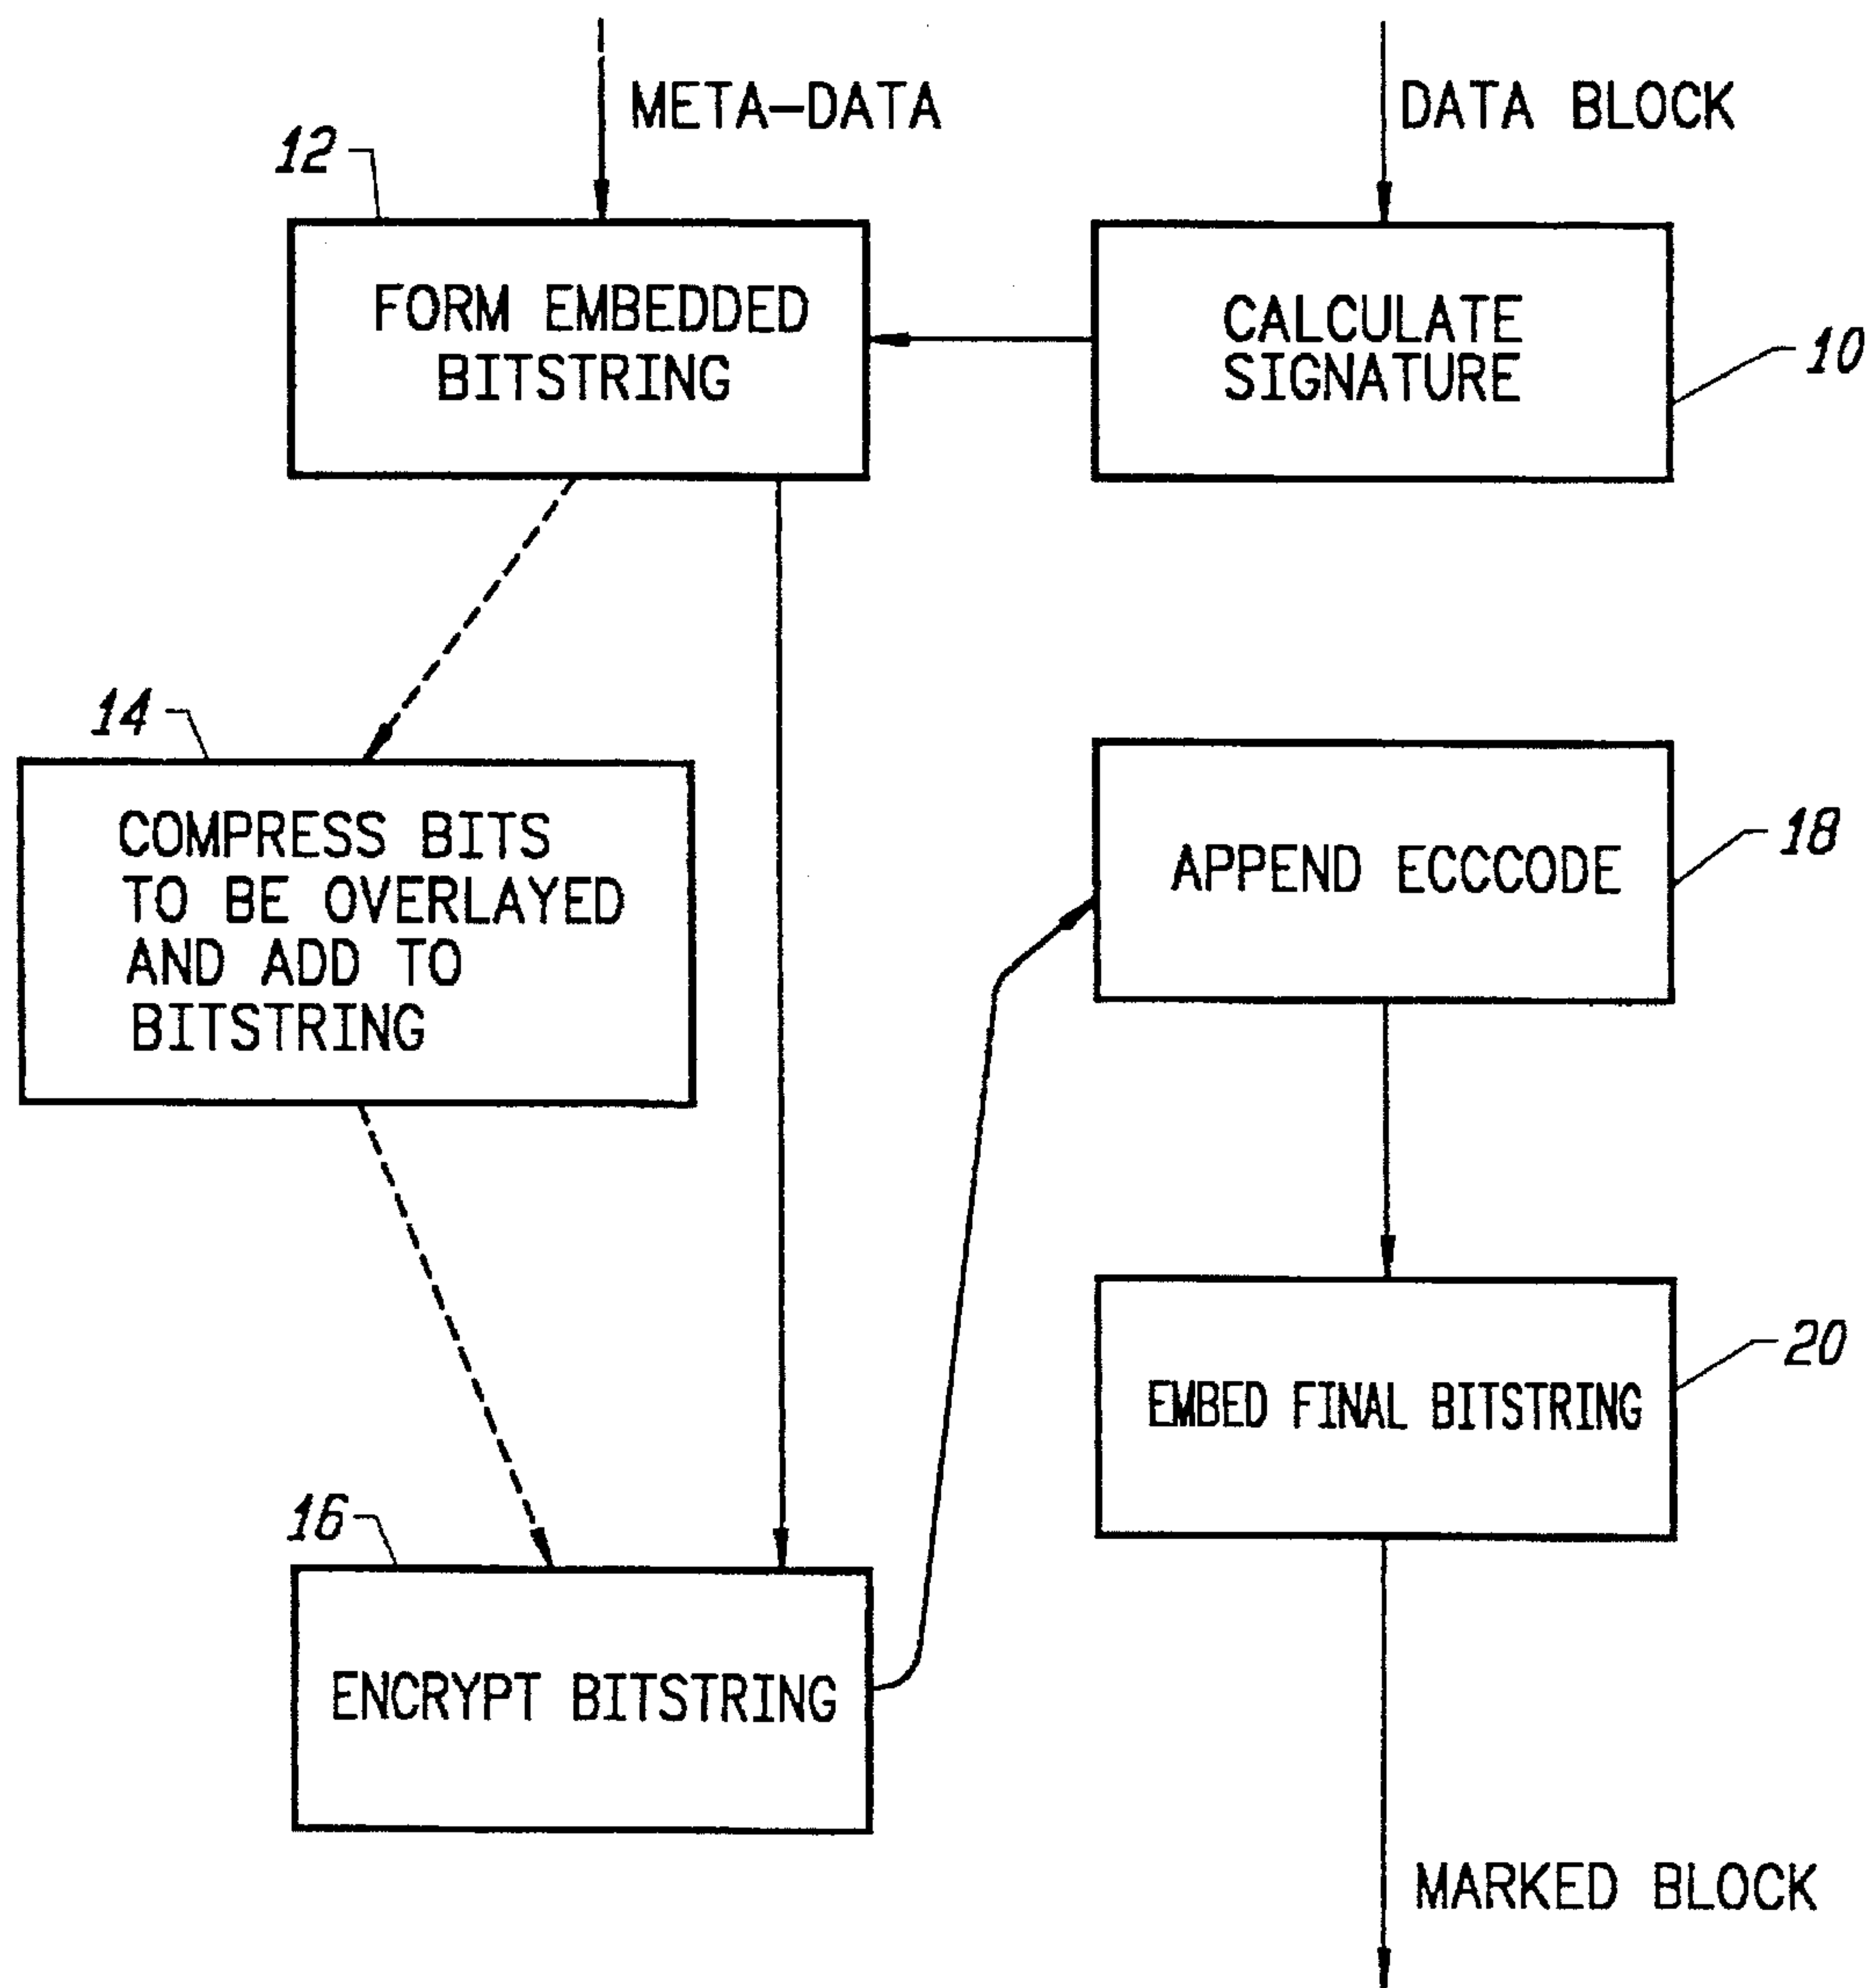 META-DATA
DATA BLOCK
12
FORM EMBEDDED
BITSTRING
CALCULATE
SIGNATURE
10
14
COMPRESS BITS
TO BE OVERLAYED
AND ADD TO
BITSTRING
APPEND ECCCODE
18
EMBED FINAL BITSTRING
20
16
ENCRYPT BITSTRING
MARKED BLOCK